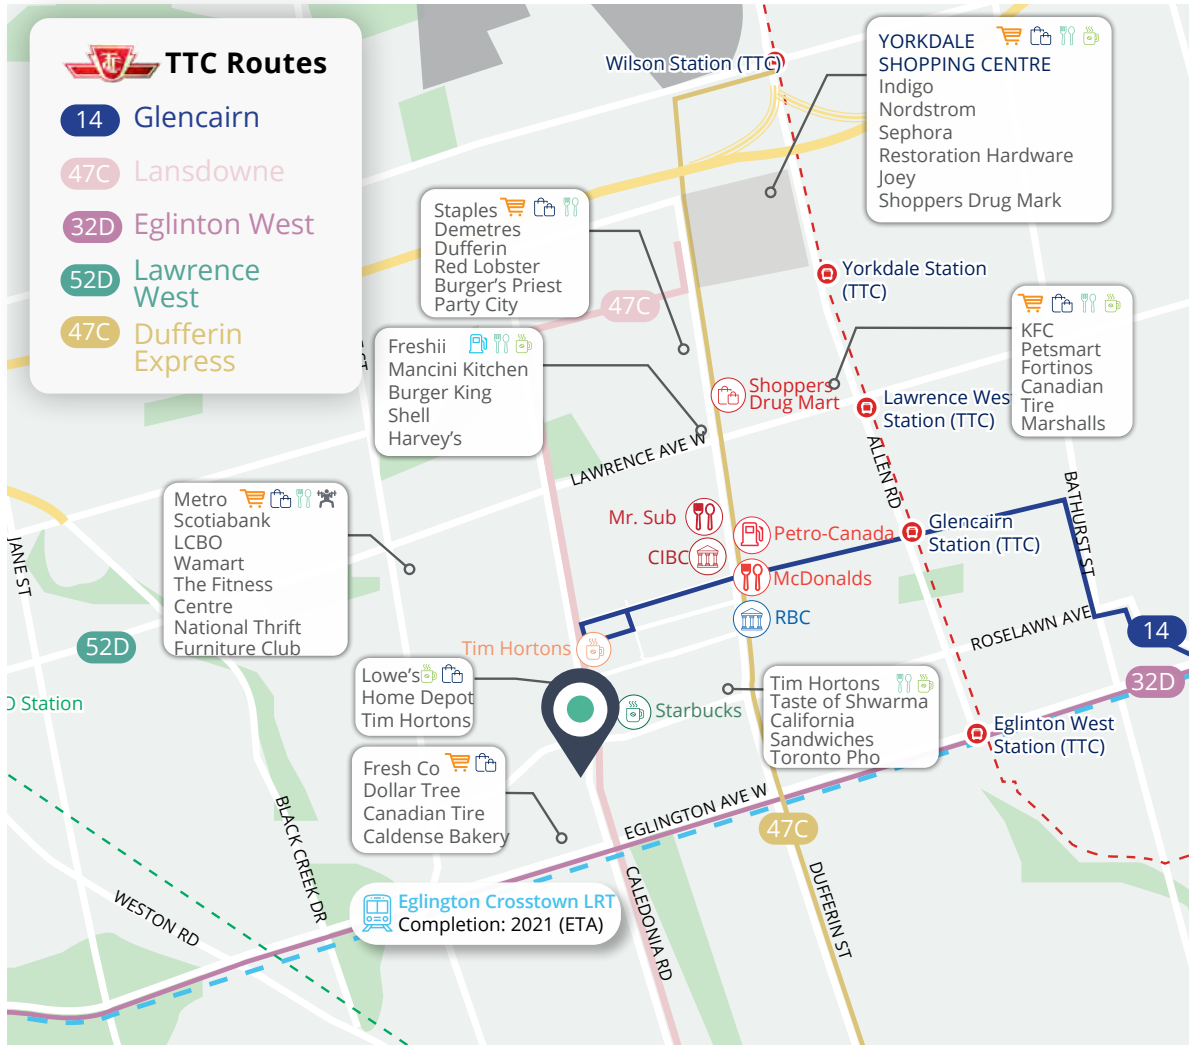 TTC Routes
14 Glencairn
47C Lansdowne
32D Eglinton West
52D Lawrence
West
47C Dufferin
Express
Wilson Station (TTC)
YORKDALE
SHOPPING CENTRE
Indigo
Nordstrom
Sephora
Restoration Hardware
Joey
Shoppers Drug Mark
Staples
Demetres
Dufferin
Red Lobster
Burger's Priest
Party City
Yorkdale Station
(TTC)
47C
KFC
Petsmart
Fortinos
Canadian
Tire
Marshalls
Freshii
Mancini Kitchen
Burger King
Shell
Harvey's
Shoppers
Drug Mart
Lawrence Wes
Station (TTC)
LAWRENCE AVE W
ALLEN RD
BATHURST ST
Metro
Scotiabank
LCBO
Wamart
The Fitness
Centre
National Thrift
Furniture Club
JANE ST
ST
Mr. Sub
CIBC
Petro-Canada
McDonalds
RBC
Glencairn
Station (TTC)
52D
Tim Hortons
ROSELAWN AVE
14
32D
Lowe's
Home Depot
Tim Hortons
Starbucks
Tim Hortons
Taste of Shwarma
California
Sandwiches
Toronto Pho
O Station
Eglinton West
Station (TTC)
Fresh Co
Dollar Tree
Canadian Tire
Caldense Bakery
EGLINGTON AVE W
47C
BLACK CREEK DR
WESTON RD
Eglington Crosstown LRT
Completion: 2021 (ETA)
CALEDONIA RD
DUFFERIN ST